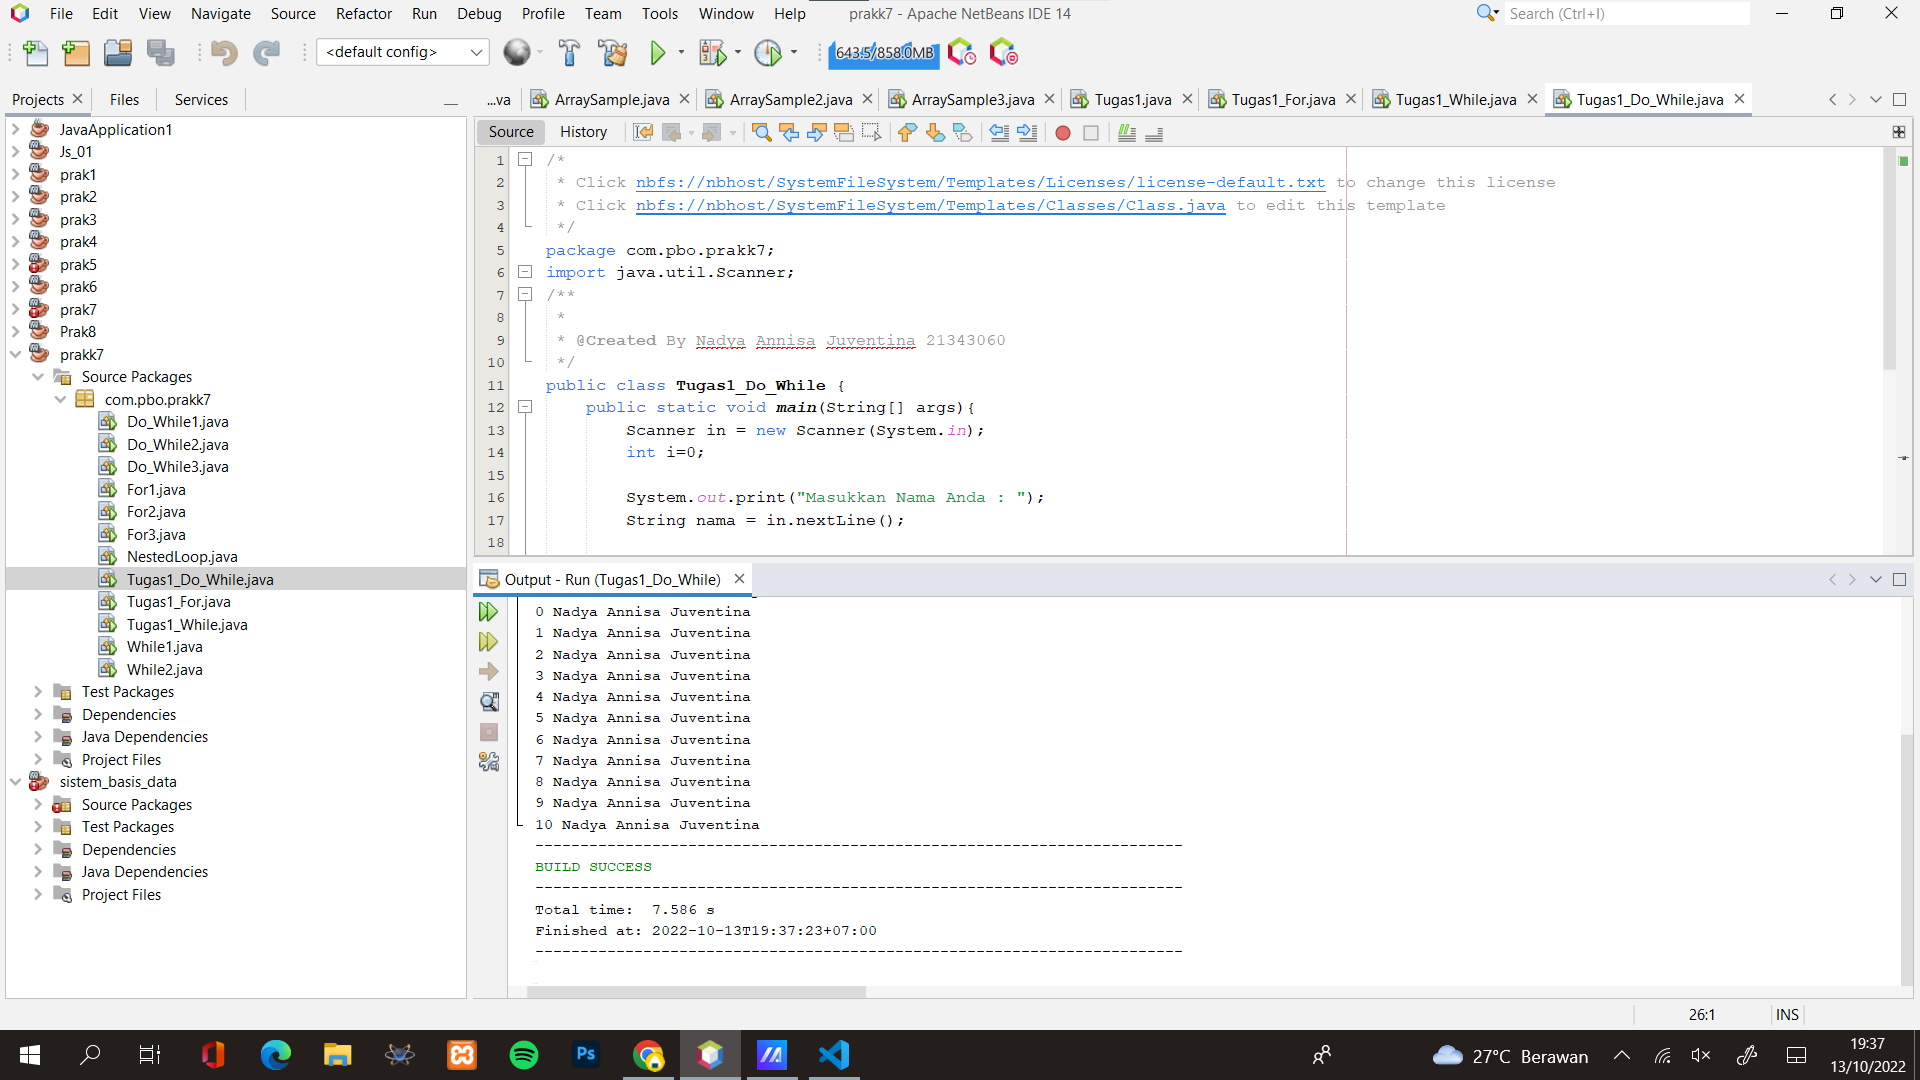 File Edit View Navigate Source Refactor Run Debug Profile Team Tools Window Help prakk7 - Apache NetBeans IDE 14 Search (Ctrl+I)
<default config> 643.5/858.0MB
Projects Files Services
...va ArraySample.java ArraySample2.java ArraySample3.java Tugas1.java Tugas1_For.java Tugas1_While.java Tugas1_Do_While.java
Source History
JavaApplication1
Js_01
prak1
prak2
prak3
prak4
prak5
prak6
prak7
Prak8
prakk7
Source Packages
com.pbo.prakk7
Do_While1.java
Do_While2.java
Do_While3.java
For1.java
For2.java
For3.java
NestedLoop.java
Tugas1_Do_While.java
Tugas1_For.java
Tugas1_While.java
While1.java
While2.java
Test Packages
Dependencies
Java Dependencies
Project Files
sistem_basis_data
Source Packages
Test Packages
Dependencies
Java Dependencies
Project Files
1 /*
2 * Click nbfs://nbhost/SystemFileSystem/Templates/Licenses/license-default.txt to change this license
3 * Click nbfs://nbhost/SystemFileSystem/Templates/Classes/Class.java to edit this template
4 */
5 package com.pbo.prakk7;
6 import java.util.Scanner;
7 /**
8 *
9 * @Created By Nadya Annisa Juventina 21343060
10 */
11 public class Tugas1_Do_While {
12 public static void main(String[] args){
13 Scanner in = new Scanner(System.in);
14 int i=0;
15
16 System.out.print("Masukkan Nama Anda : ");
17 String nama = in.nextLine();
18
Output - Run (Tugas1_Do_While)
0 Nadya Annisa Juventina
1 Nadya Annisa Juventina
2 Nadya Annisa Juventina
3 Nadya Annisa Juventina
4 Nadya Annisa Juventina
5 Nadya Annisa Juventina
6 Nadya Annisa Juventina
7 Nadya Annisa Juventina
8 Nadya Annisa Juventina
9 Nadya Annisa Juventina
10 Nadya Annisa Juventina
------------------------------------------------------------------------
BUILD SUCCESS
------------------------------------------------------------------------
Total time: 7.586 s
Finished at: 2022-10-13T19:37:23+07:00
------------------------------------------------------------------------
26:1 INS
Ps
27°C Berawan
19:37
13/10/2022